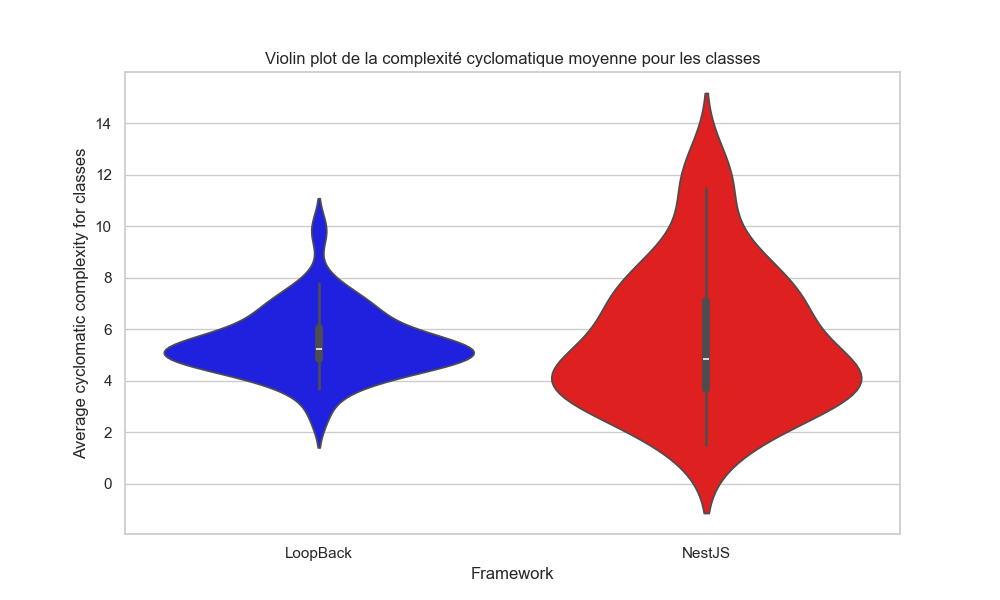 Violin plot de la complexité cyclomatique moyenne pour les classes
Average cyclomatic complexity for classes
14
12
10
8
6
4
2
0
LoopBack
NestJS
Framework